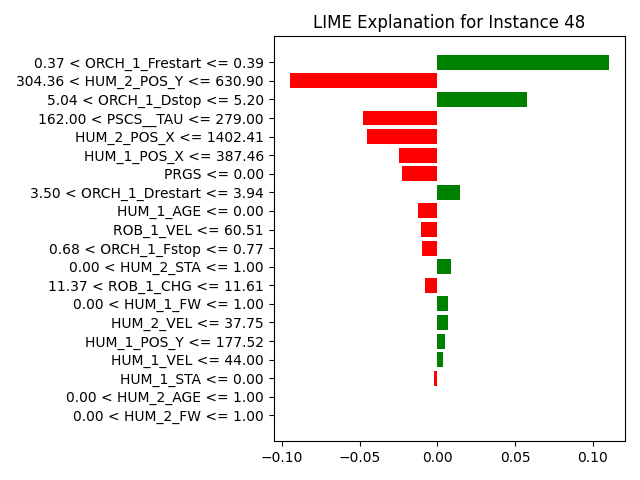 LIME Explanation for Instance 48
0.37 < ORCH_1_Frestart <= 0.39
304.36 < HUM_2_POS_Y <= 630.90
5.04 < ORCH_1_Dstop <= 5.20
162.00 < PSCS__TAU <= 279.00
HUM_2_POS_X <= 1402.41
HUM_1_POS_X <= 387.46
PRGS <= 0.00
3.50 < ORCH_1_Drestart <= 3.94
HUM_1_AGE <= 0.00
ROB_1_VEL <= 60.51
0.68 < ORCH_1_Fstop <= 0.77
0.00 < HUM_2_STA <= 1.00
11.37 < ROB_1_CHG <= 11.61
0.00 < HUM_1_FW <= 1.00
HUM_2_VEL <= 37.75
HUM_1_POS_Y <= 177.52
HUM_1_VEL <= 44.00
HUM_1_STA <= 0.00
0.00 < HUM_2_AGE <= 1.00
0.00 < HUM_2_FW <= 1.00
−0.10 −0.05 0.00 0.05 0.10